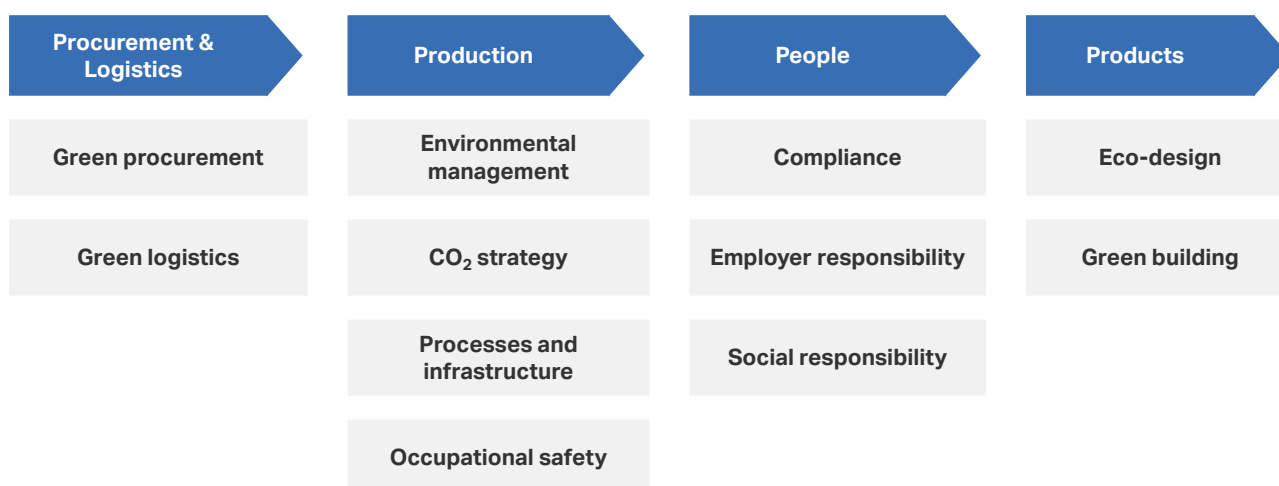 Procurement &
Logistics
Production
People
Products
Green procurement
Environmental
management
Compliance
Eco-design
Green logistics
CO₂ strategy
Employer responsibility
Green building
Processes and
infrastructure
Social responsibility
Occupational safety